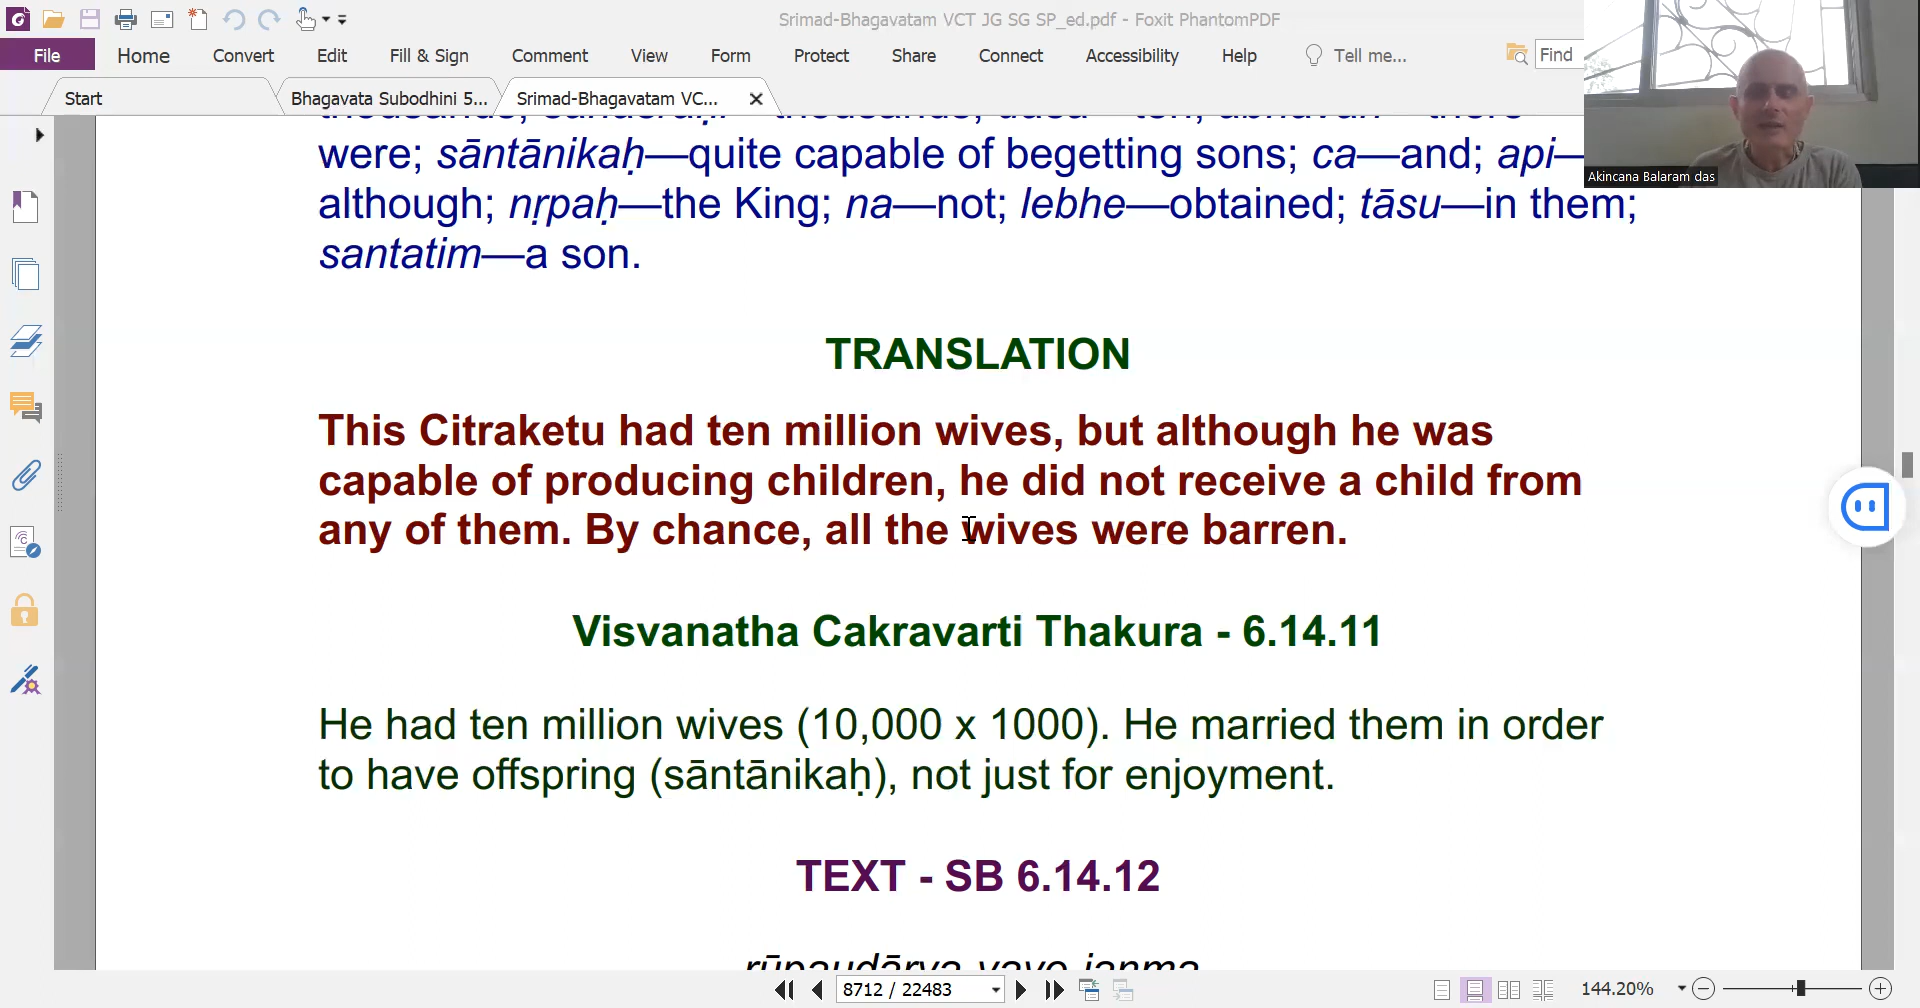 Srimad-Bhagavatam VCT JG SG SP_ed.pdf - Foxit PhantomPDF
File Home Convert Edit Fill & Sign Comment View Form Protect Share Connect Accessibility Help Tell me... Find
Start Bhagavata Subodhini 5... Srimad-Bhagavatam VC...
Akincana Balaram das
were; sāntānikaḥ—quite capable of begetting sons; ca—and; api—
although; nṛpaḥ—the King; na—not; lebhe—obtained; tāsu—in them;
santatim—a son.
TRANSLATION
This Citraketu had ten million wives, but although he was
capable of producing children, he did not receive a child from
any of them. By chance, all the wives were barren.
Visvanatha Cakravarti Thakura - 6.14.11
He had ten million wives (10,000 x 1000). He married them in order
to have offspring (sāntānikaḥ), not just for enjoyment.
TEXT - SB 6.14.12
rūpaudārya-vayo-janma-
8712 / 22483 144.20%